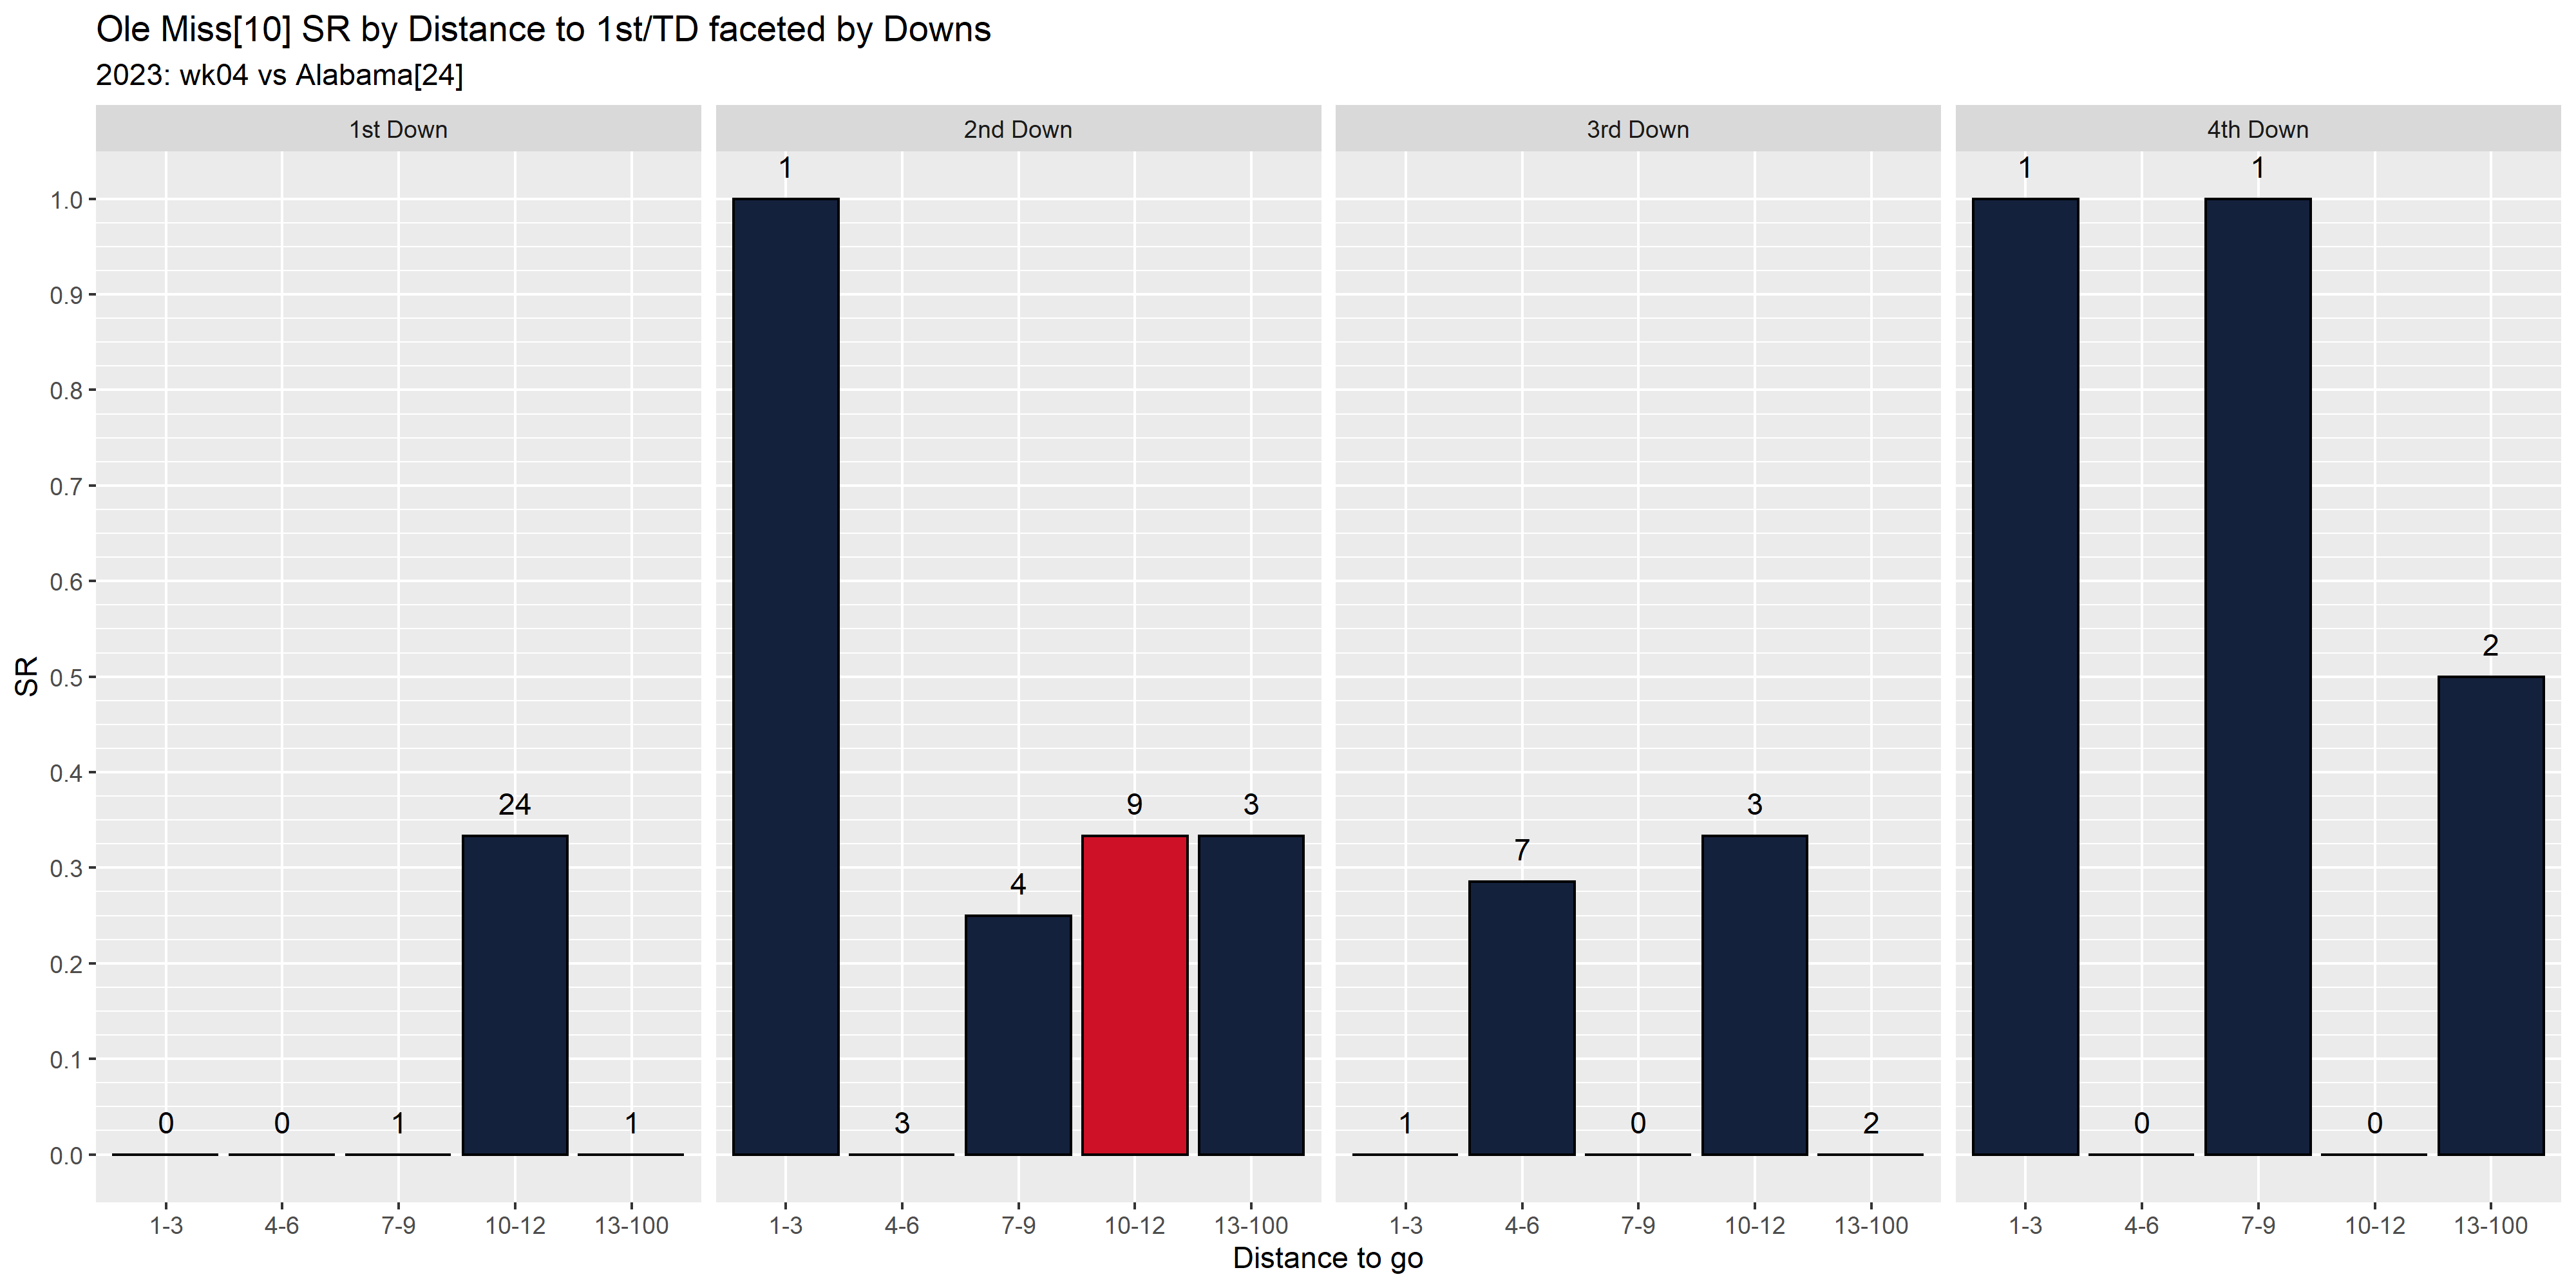 Ole Miss[10] SR by Distance to 1st/TD faceted by Downs
2023: wk04 vs Alabama[24]
1st Down 2nd Down 3rd Down 4th Down
SR
1.0
0.9
0.8
0.7
0.6
0.5
0.4
0.3
0.2
0.1
0.0
0 0 1 24 1
1 3 4 9 3
1 7 0 3 2
1 0 1 0 2
1-3 4-6 7-9 10-12 13-100 1-3 4-6 7-9 10-12 13-100 1-3 4-6 7-9 10-12 13-100 1-3 4-6 7-9 10-12 13-100
Distance to go